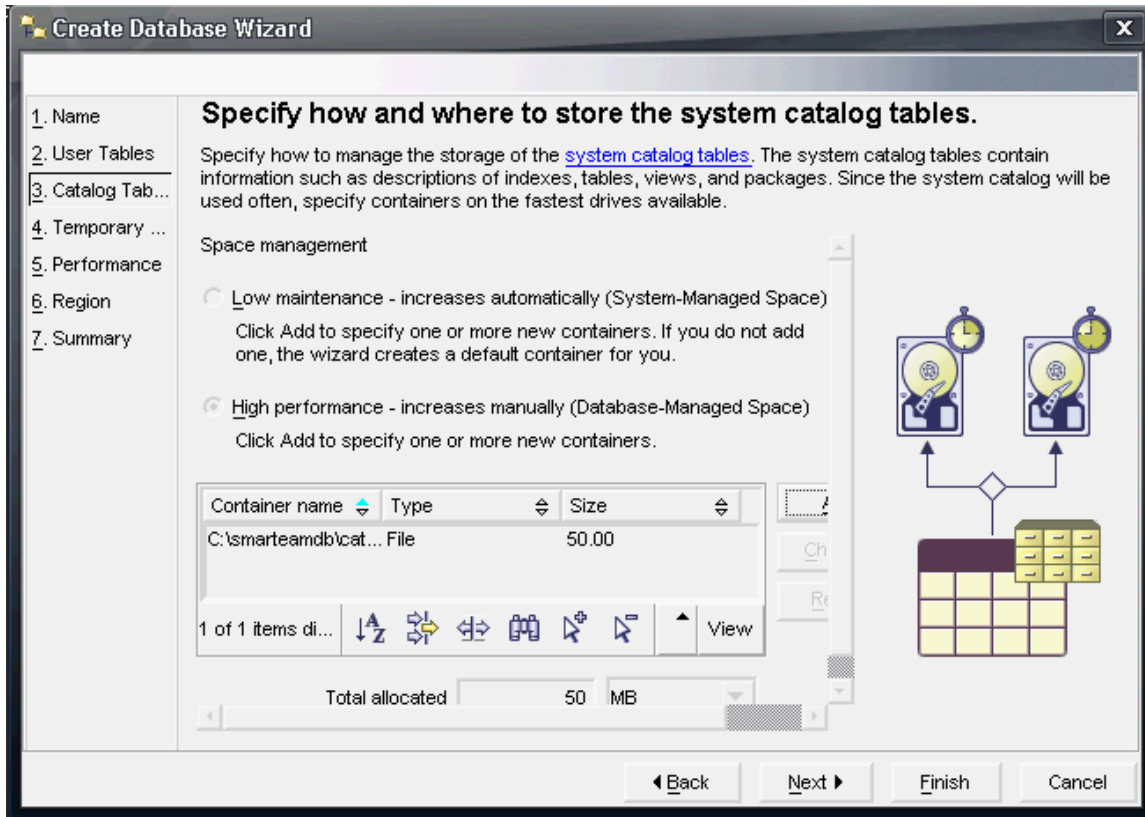 Create Database Wizard
1. Name
2. User Tables
3. Catalog Tab...
4. Temporary ...
5. Performance
6. Region
7. Summary
Specify how and where to store the system catalog tables.
Specify how to manage the storage of the system catalog tables. The system catalog tables contain
information such as descriptions of indexes, tables, views, and packages. Since the system catalog will be
used often, specify containers on the fastest drives available.
Space management
Low maintenance - increases automatically (System-Managed Space)
Click Add to specify one or more new containers. If you do not add
one, the wizard creates a default container for you.
High performance - increases manually (Database-Managed Space)
Click Add to specify one or more new containers.
Container name Type Size
C:\smarteamdb\cat... File 50.00
Ch
Re
1 of 1 items di... View
Total allocated 50 MB
Back Next Finish Cancel